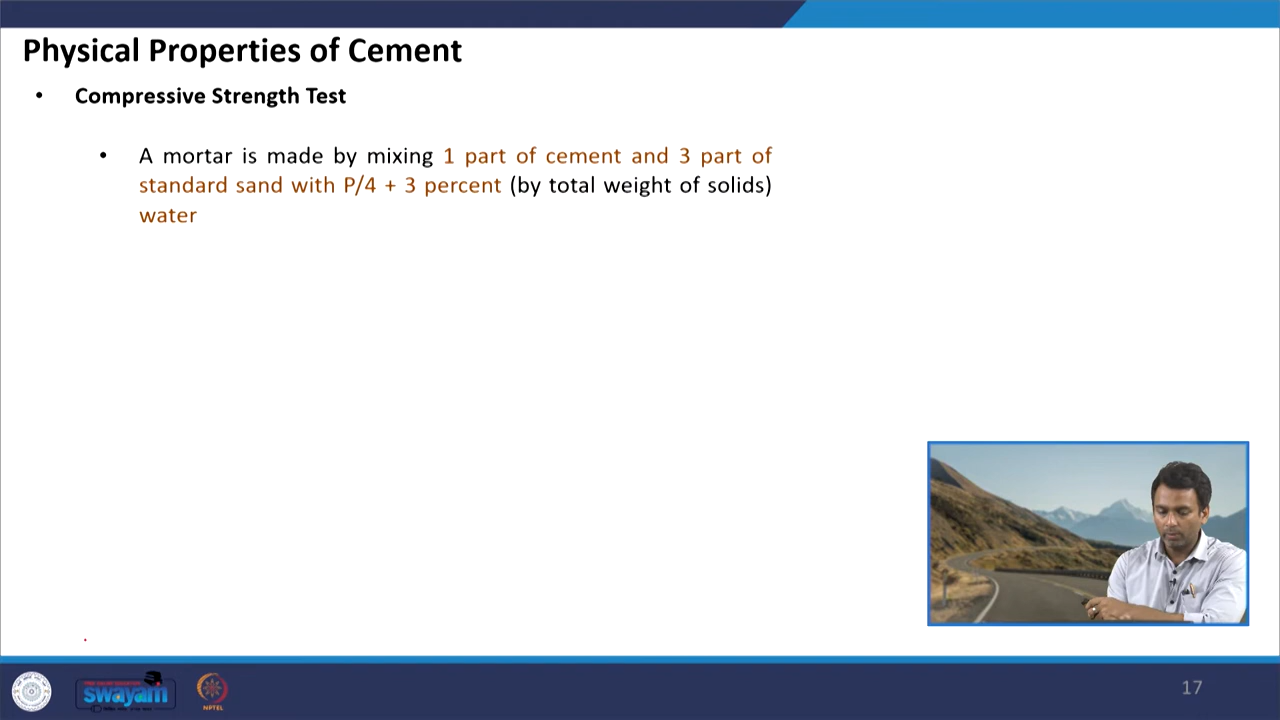 Physical Properties of Cement
• Compressive Strength Test
• A mortar is made by mixing 1 part of cement and 3 part of
standard sand with P/4 + 3 percent (by total weight of solids)
water
swayam
NPTEL
17